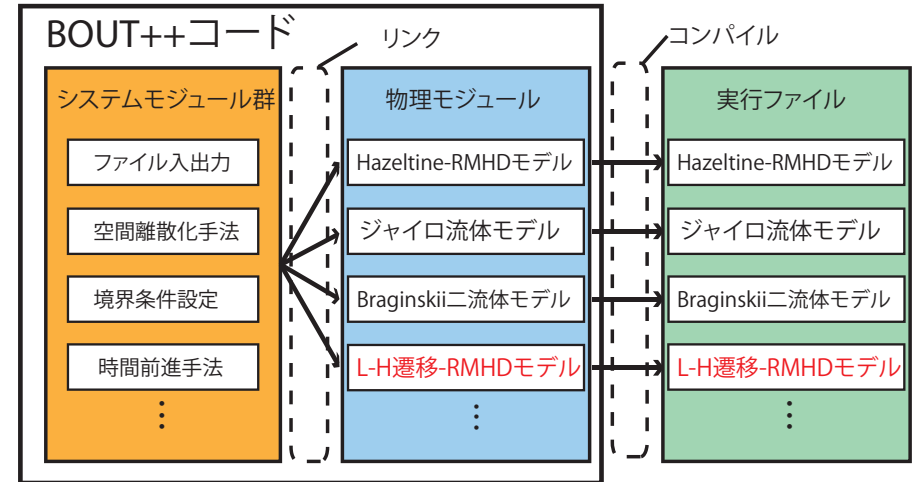 BOUT++コード
リンク
コンパイル
システムモジュール群
ファイル入出力
空間離散化手法
境界条件設定
時間前進手法
⋮
物理モジュール
Hazeltine-RMHDモデル
ジャイロ流体モデル
Braginskii二流体モデル
L-H遷移-RMHDモデル
⋮
実行ファイル
Hazeltine-RMHDモデル
ジャイロ流体モデル
Braginskii二流体モデル
L-H遷移-RMHDモデル
⋮